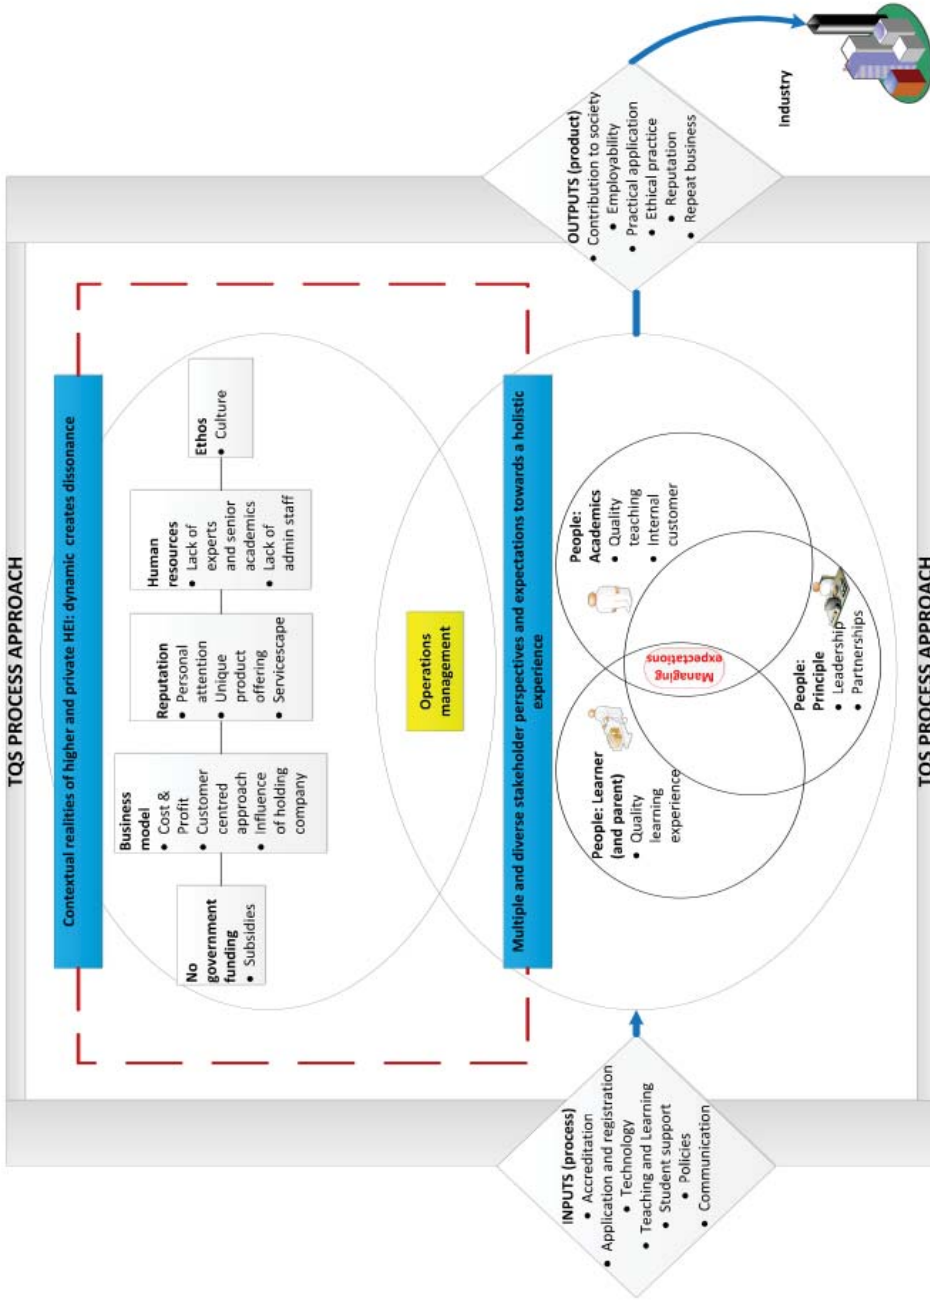 TQS PROCESS APPROACH
Contextual realities of higher and private HEI: dynamic creates dissonance
No
government
funding
• Subsidies
Business
model
• Cost &
Profit
• Customer
centred
approach
• Influence
of holding
company
Reputation
• Personal
attention
• Unique
product
offering
• Servicescape
Human
resources
• Lack of
experts
and senior
academics
• Lack of
admin staff
Ethos
• Culture
Operations
management
Multiple and diverse stakeholder perspectives and expectations towards a holistic
experience
INPUTS (process)
• Accreditation
• Application and registration
• Technology
• Teaching and Learning
• Student support
• Policies
• Communication
People: Learner
(and parent)
• Quality
learning
experience
Managing
expectations
People:
Academics
• Quality
teaching
• Internal
customer
People:
Principle
• Leadership
• Partnerships
OUTPUTS (product)
• Contribution to society
• Employability
• Practical application
• Ethical practice
• Reputation
• Repeat business
Industry
TQS PROCESS APPROACH